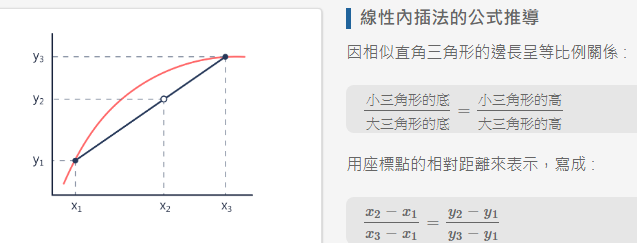 y₃
y₂
y₁
x₁ x₂ x₃
線性內插法的公式推導
因相似直角三角形的邊長呈等比例關係:
小三角形的底 / 大三角形的底 = 小三角形的高 / 大三角形的高
用座標點的相對距離來表示,寫成:
x₂ − x₁ / x₃ − x₁ = y₂ − y₁ / y₃ − y₁